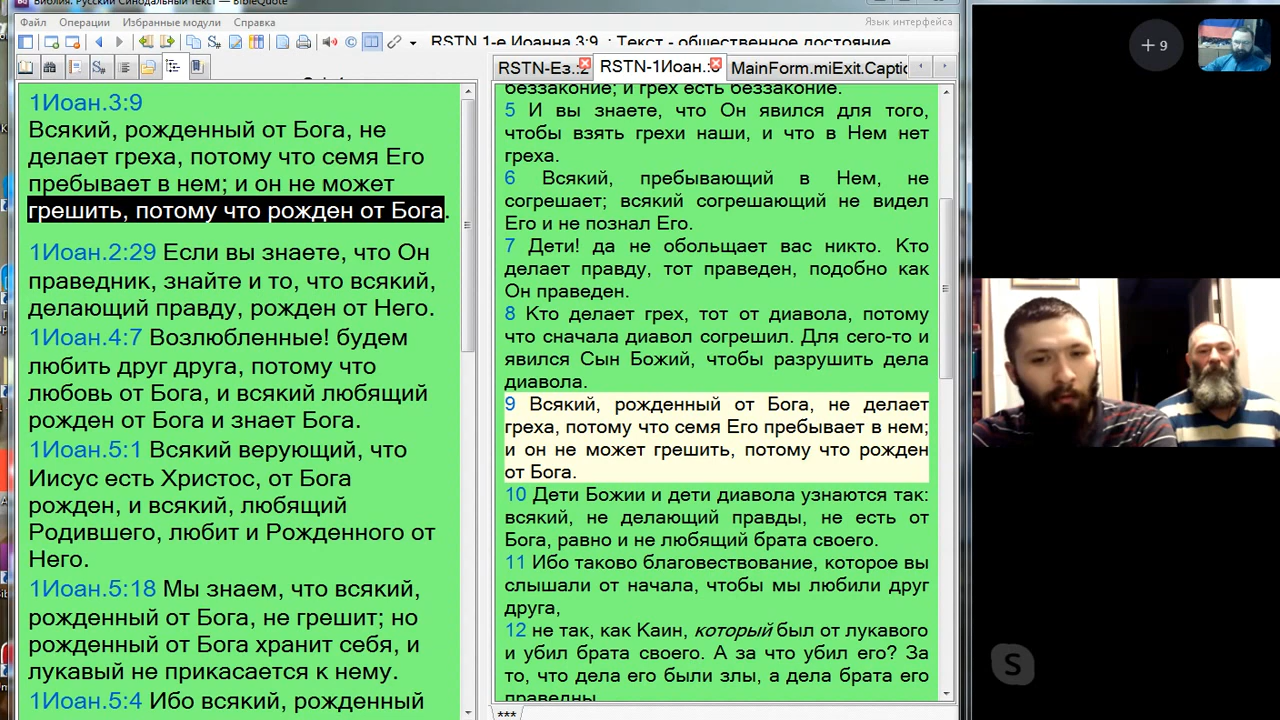 Библия. Русский Синодальный текст — BibleQuote
Файл Операции Избранные модули Справка
Язык интерфейса
RSTN 1-е Иоанна 3:9 : Текст - общественное достояние
RSTN-Ез.:2
RSTN-1Иоан.:
MainForm.miExit.Captic
1Иоан.3:9
Всякий, рожденный от Бога, не
делает греха, потому что семя Его
пребывает в нем; и он не может
грешить, потому что рожден от Бога.
1Иоан.2:29 Если вы знаете, что Он
праведник, знайте и то, что всякий,
делающий правду, рожден от Него.
1Иоан.4:7 Возлюбленные! будем
любить друг друга, потому что
любовь от Бога, и всякий любящий
рожден от Бога и знает Бога.
1Иоан.5:1 Всякий верующий, что
Иисус есть Христос, от Бога
рожден, и всякий, любящий
Родившего, любит и Рожденного от
Него.
1Иоан.5:18 Мы знаем, что всякий,
рожденный от Бога, не грешит; но
рожденный от Бога хранит себя, и
лукавый не прикасается к нему.
1Иоан.5:4 Ибо всякий, рожденный
беззаконие; и грех есть беззаконие.
5 И вы знаете, что Он явился для того,
чтобы взять грехи наши, и что в Нем нет
греха.
6 Всякий, пребывающий в Нем, не
согрешает; всякий согрешающий не видел
Его и не познал Его.
7 Дети! да не обольщает вас никто. Кто
делает правду, тот праведен, подобно как
Он праведен.
8 Кто делает грех, тот от диавола, потому
что сначала диавол согрешил. Для сего-то и
явился Сын Божий, чтобы разрушить дела
диавола.
9 Всякий, рожденный от Бога, не делает
греха, потому что семя Его пребывает в нем;
и он не может грешить, потому что рожден
от Бога.
10 Дети Божии и дети диавола узнаются так:
всякий, не делающий правды, не есть от
Бога, равно и не любящий брата своего.
11 Ибо таково благовествование, которое вы
слышали от начала, чтобы мы любили друг
друга,
12 не так, как Каин, который был от лукавого
и убил брата своего. А за что убил его? За
то, что дела его были злы, а дела брата его
праведны
***
+ 9
S